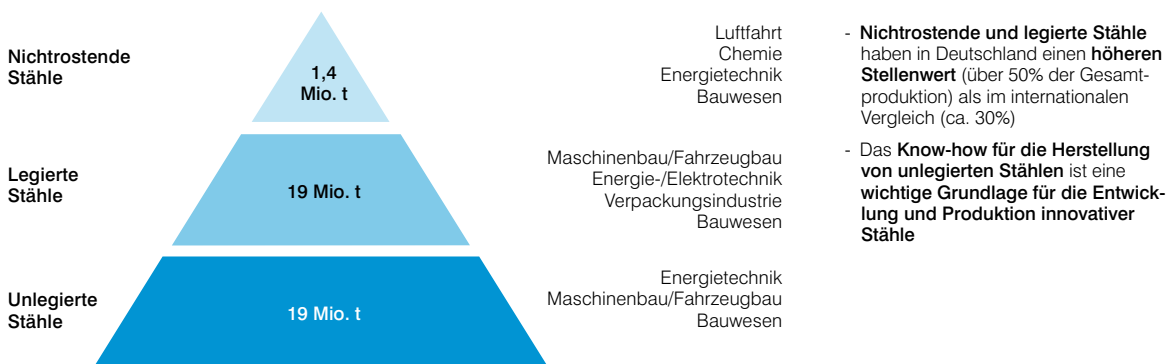 Nichtrostende
Stähle
1,4
Mio. t
Luftfahrt
Chemie
Energietechnik
Bauwesen
Legierte
Stähle
19 Mio. t
Maschinenbau/Fahrzeugbau
Energie-/Elektrotechnik
Verpackungsindustrie
Bauwesen
Unlegierte
Stähle
19 Mio. t
Energietechnik
Maschinenbau/Fahrzeugbau
Bauwesen
- Nichtrostende und legierte Stähle
haben in Deutschland einen höheren
Stellenwert (über 50% der Gesamt-
produktion) als im internationalen
Vergleich (ca. 30%)
- Das Know-how für die Herstellung
von unlegierten Stählen ist eine
wichtige Grundlage für die Entwick-
lung und Produktion innovativer
Stähle